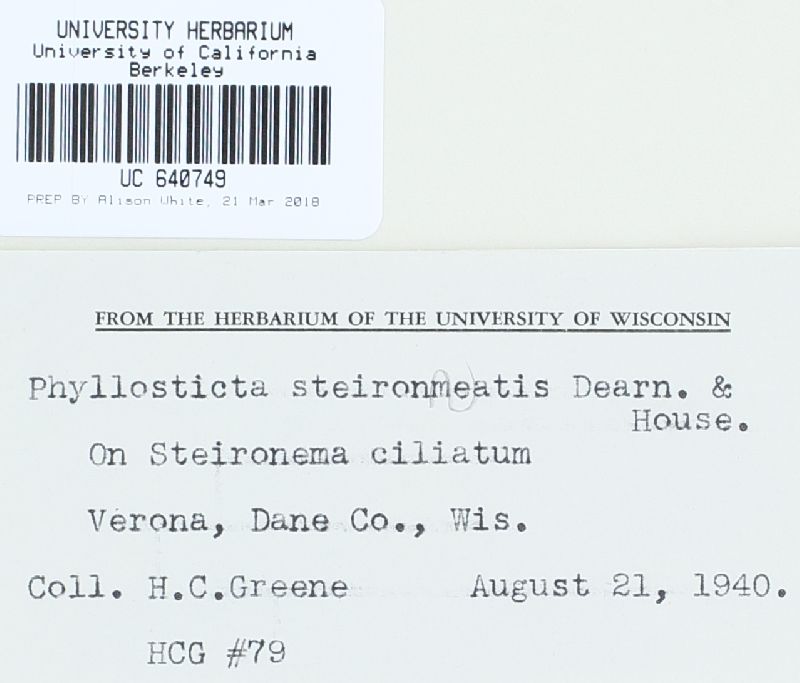 UNIVERSITY HERBARIUM
University of California
Berkeley
UC 640749
PREP BY Alison White, 21 Mar 2018
FROM THE HERBARIUM OF THE UNIVERSITY OF WISCONSIN
Phyllosticta steironmeatis Dearn. &
House.
On Steironema ciliatum
Verona, Dane Co., Wis.
Coll. H.C.Greene August 21, 1940.
HCG #79